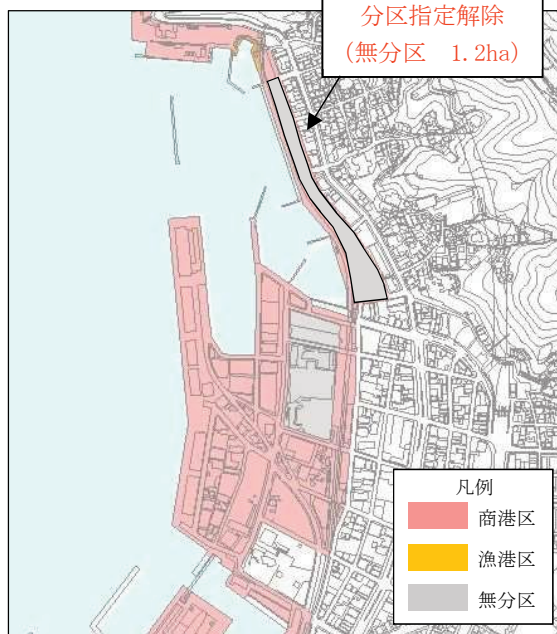 分区指定解除
(無分区 1.2ha)
凡例
商港区
漁港区
無分区